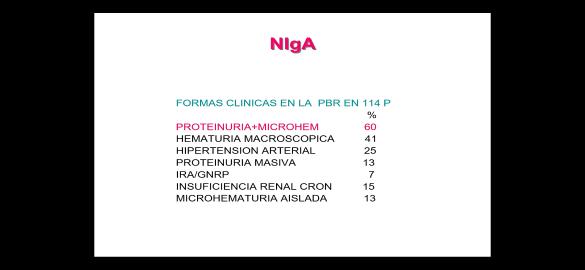 NIgA
FORMAS CLINICAS EN LA PBR EN 114 P
%
PROTEINURIA+MICROHEM 60
HEMATURIA MACROSCOPICA 41
HIPERTENSION ARTERIAL 25
PROTEINURIA MASIVA 13
IRA/GNRP 7
INSUFICIENCIA RENAL CRON 15
MICROHEMATURIA AISLADA 13